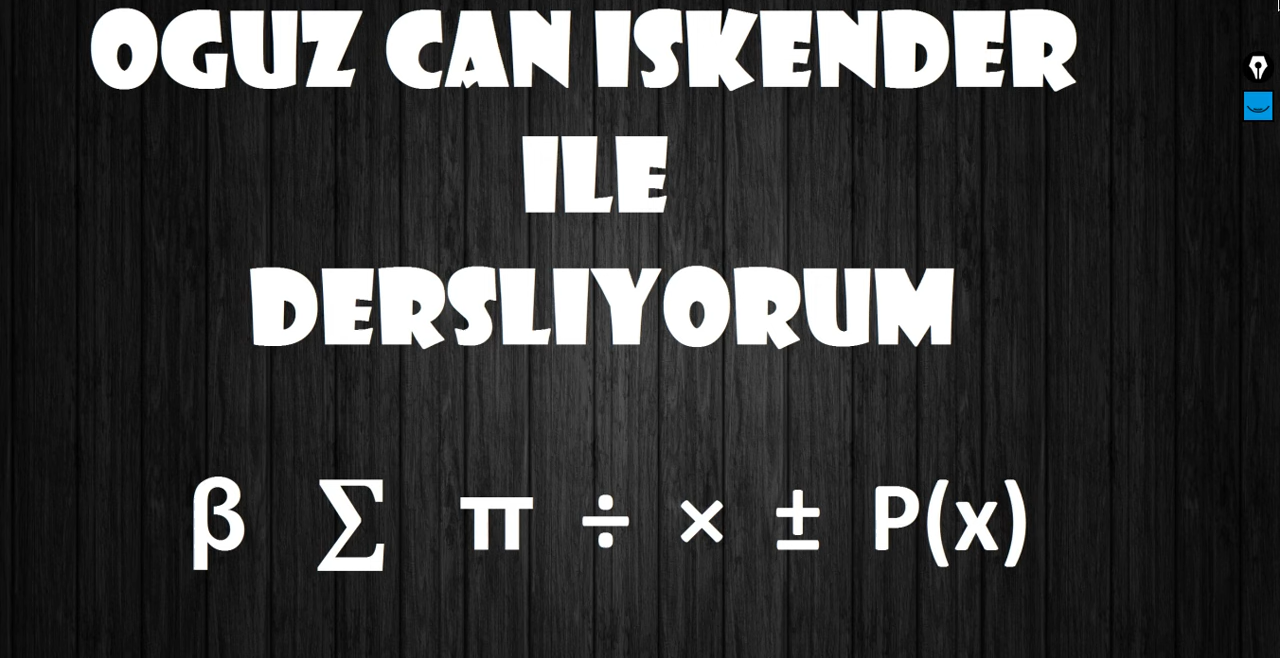 OGUZ CAN ISKENDER
ILE
DERSLIYORUM
β Σ π ÷ × ± P(x)